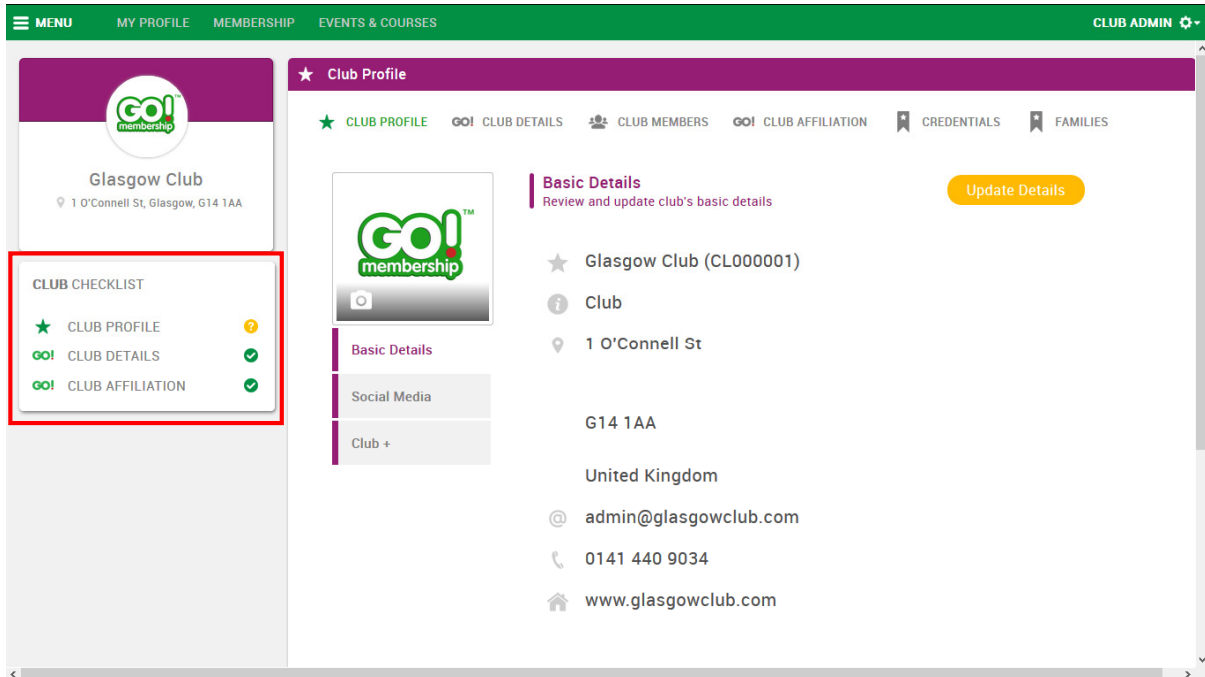 MENU MY PROFILE MEMBERSHIP EVENTS & COURSES CLUB ADMIN
GO! TM
membership
Glasgow Club
1 O'Connell St, Glasgow, G14 1AA
CLUB CHECKLIST
CLUB PROFILE ?
GO! CLUB DETAILS
GO! CLUB AFFILIATION
Club Profile
CLUB PROFILE GO! CLUB DETAILS CLUB MEMBERS GO! CLUB AFFILIATION CREDENTIALS FAMILIES
GO! TM
membership
Basic Details
Social Media
Club +
Basic Details
Review and update club's basic details
Update Details
Glasgow Club (CL000001)
Club
1 O'Connell St
G14 1AA
United Kingdom
@ admin@glasgowclub.com
0141 440 9034
www.glasgowclub.com